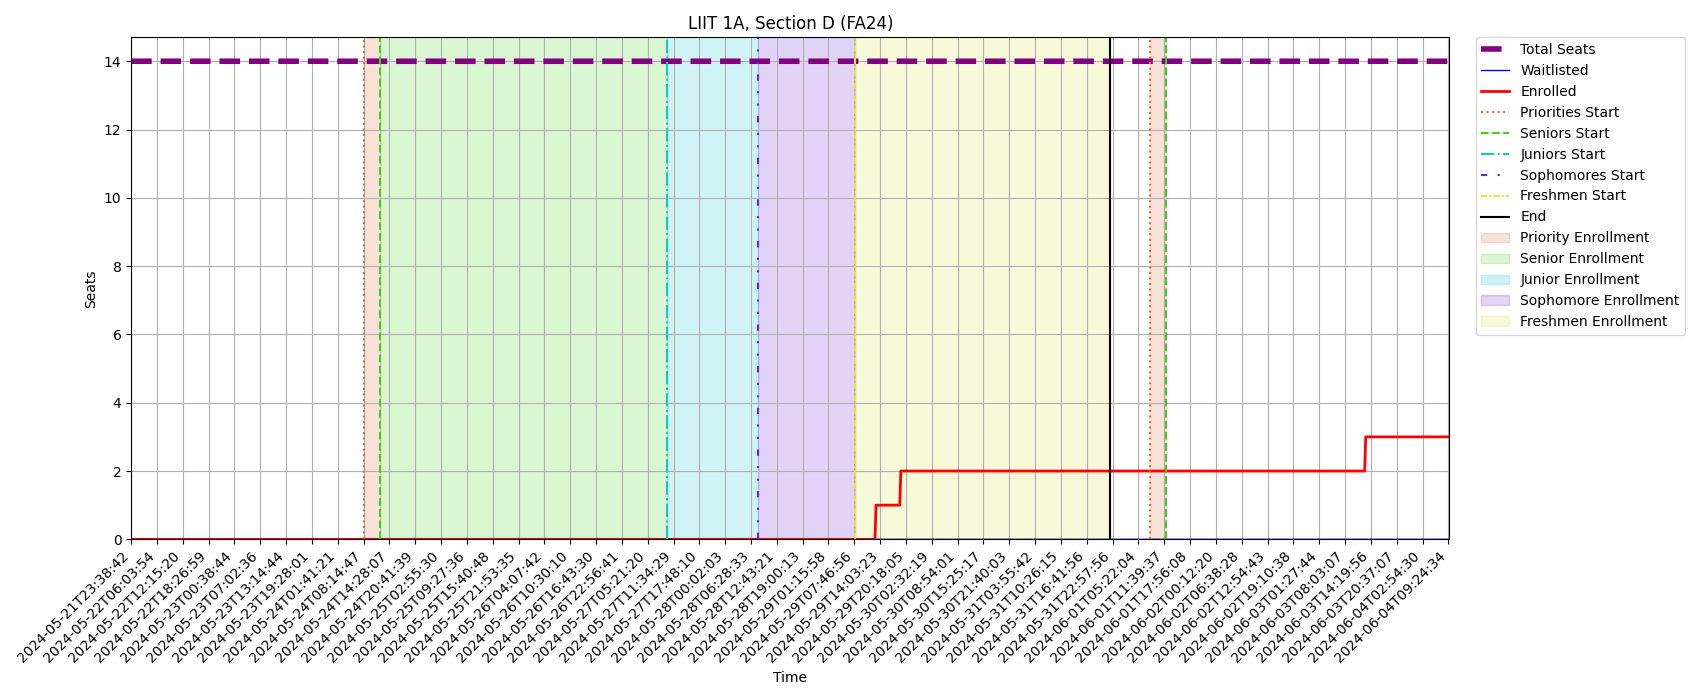 LIIT 1A, Section D (FA24)
Total Seats
Waitlisted
Enrolled
Priorities Start
Seniors Start
Juniors Start
Sophomores Start
Freshmen Start
End
Priority Enrollment
Senior Enrollment
Junior Enrollment
Sophomore Enrollment
Freshmen Enrollment
Seats
14
12
10
8
6
4
2
0
2024-05-21T23:38:42
2024-05-22T06:03:54
2024-05-22T12:15:20
2024-05-22T18:26:59
2024-05-23T00:38:44
2024-05-23T07:02:36
2024-05-23T13:14:44
2024-05-23T19:28:01
2024-05-24T01:41:21
2024-05-24T08:14:47
2024-05-24T14:28:07
2024-05-24T20:41:39
2024-05-25T02:55:30
2024-05-25T09:27:36
2024-05-25T15:40:48
2024-05-25T21:53:35
2024-05-26T04:07:42
2024-05-26T10:30:10
2024-05-26T16:43:30
2024-05-26T22:56:41
2024-05-27T05:21:20
2024-05-27T11:34:29
2024-05-27T17:48:10
2024-05-28T00:02:03
2024-05-28T06:28:33
2024-05-28T12:43:21
2024-05-28T19:00:13
2024-05-29T01:15:58
2024-05-29T07:46:56
2024-05-29T14:03:23
2024-05-29T20:18:05
2024-05-30T02:32:19
2024-05-30T08:54:01
2024-05-30T15:25:17
2024-05-30T21:40:03
2024-05-31T03:55:42
2024-05-31T10:26:15
2024-05-31T16:41:56
2024-05-31T22:57:56
2024-06-01T05:22:04
2024-06-01T11:39:37
2024-06-01T17:56:08
2024-06-02T00:12:20
2024-06-02T06:38:28
2024-06-02T12:54:43
2024-06-02T19:10:38
2024-06-03T01:27:44
2024-06-03T08:03:07
2024-06-03T14:19:56
2024-06-03T20:37:07
2024-06-04T02:54:30
2024-06-04T09:24:34
Time